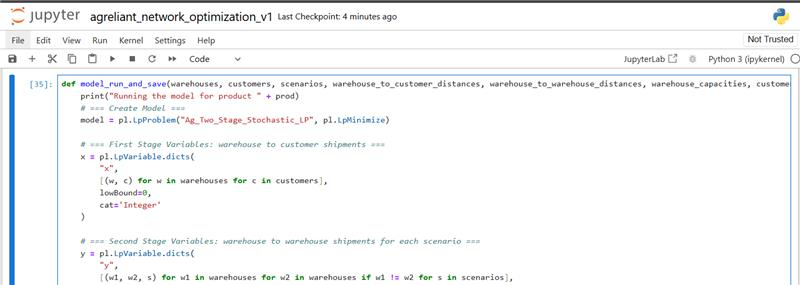 jupyter agreliant_network_optimization_v1 Last Checkpoint: 4 minutes ago
File Edit View Run Kernel Settings Help Not Trusted
Code JupyterLab Python 3 (ipykernel)
[35]: def model_run_and_save(warehouses, customers, scenarios, warehouse_to_customer_distances, warehouse_to_warehouse_distances, warehouse_capacities, custome
print("Running the model for product " + prod)
# === Create Model ===
model = pl.LpProblem("Ag_Two_Stage_Stochastic_LP", pl.LpMinimize)
# === First Stage Variables: warehouse to customer shipments ===
x = pl.LpVariable.dicts(
"x",
[(w, c) for w in warehouses for c in customers],
lowBound=0,
cat='Integer'
)
# === Second Stage Variables: warehouse to warehouse shipments for each scenario ===
y = pl.LpVariable.dicts(
"y",
[(w1, w2, s) for w1 in warehouses for w2 in warehouses if w1 != w2 for s in scenarios],